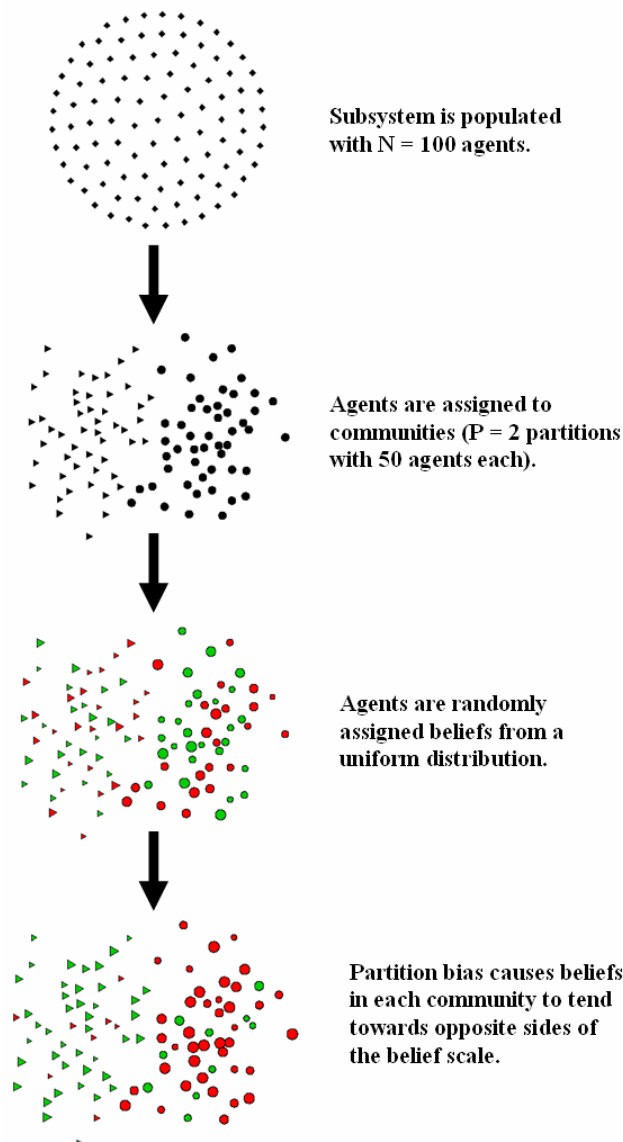 Subsystem is populated
with N = 100 agents.
Agents are assigned to
communities (P = 2 partitions
with 50 agents each).
Agents are randomly
assigned beliefs from a
uniform distribution.
Partition bias causes beliefs
in each community to tend
towards opposite sides of
the belief scale.